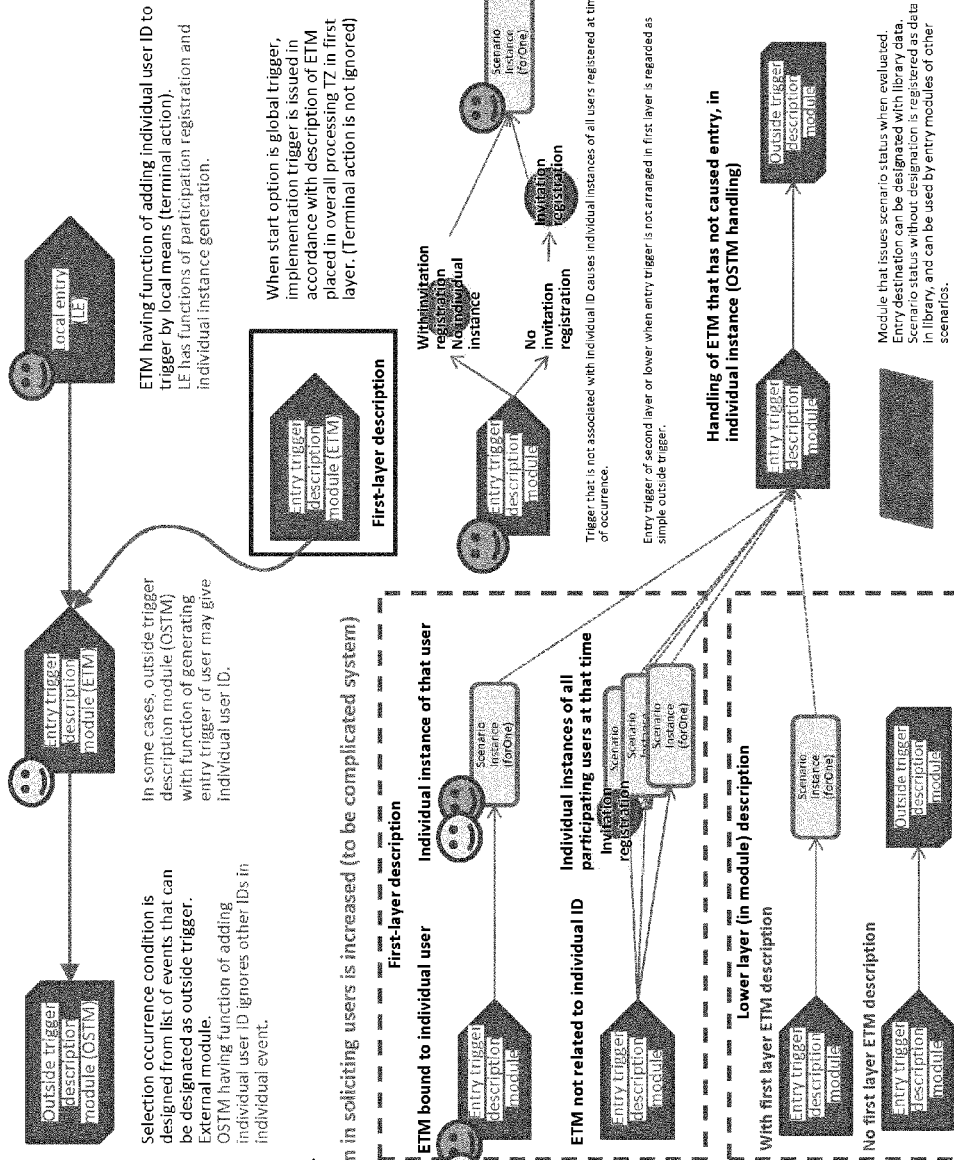 Outside trigger
description
module (OSTM)
Entry trigger
description
module (ETM)
Local entry
(LE)
Selection occurrence condition is
designed from list of events that can
be designated as outside trigger.
External module.
OSTM having function of adding
individual user ID ignores other IDs in
individual event.
In some cases, outside trigger
description module (OSTM)
with function of generating
entry trigger of user may give
individual user ID.
ETM having function of adding individual user ID to
trigger by local means (terminal action).
LE has functions of participation registration and
individual instance generation.
Entry trigger
description
module (ETM)
First-layer description
When start option is global trigger,
implementation trigger is issued in
accordance with description of ETM
placed in overall processing TZ in first
layer. (Terminal action is not ignored)
in soliciting users is increased (to be complicated system)
First-layer description
ETM bound to individual user
Individual instance of that user
Entry trigger
description
module
Scenario
Instance
(forOne)
ETM not related to individual ID
Individual instances of all
participating users at that time
Entry trigger
description
module
Invitation
registration
Scenario
Scenario
Scenario
Instance
(forOne)
Lower layer (in module) description
With first layer ETM description
Entry trigger
description
module
Scenario
Instance
(forOne)
No first layer ETM description
Entry trigger
description
module
Outside trigger
description
module
Entry trigger
description
module
With invitation
registration
No individual
instance
No
invitation
registration
Invitation
registration
Scenario
Instance
(forOne)
Trigger that is not associated with individual ID causes individual instances of all users registered at time
of occurrence.
Entry trigger of second layer or lower when entry trigger is not arranged in first layer is regarded as
simple outside trigger.
Handling of ETM that has not caused entry, in
individual instance (OSTM handling)
Entry trigger
description
module
Outside trigger
description
module
Module that issues scenario status when evaluated.
Entry destination can be designated with library data.
Scenario status without designation is registered as data
in library, and can be used by entry modules of other
scenarios.